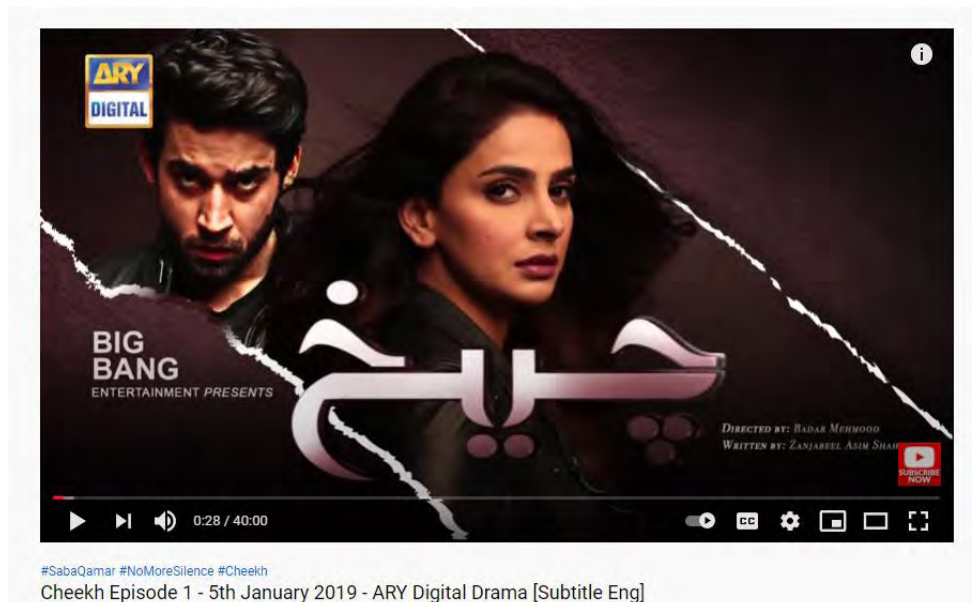 ARY
DIGITAL
BIG
BANG
ENTERTAINMENT PRESENTS
چیخ
DIRECTED BY: BADAR MEHMOOD
WRITTEN BY: ZANJABEEL ASIM SHAH
SUBSCRIBE
NOW
0:28 / 40:00
CC
#SabaQamar #NoMoreSilence #Cheekh
Cheekh Episode 1 - 5th January 2019 - ARY Digital Drama [Subtitle Eng]